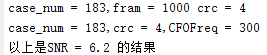 case_num = 183,fram = 1000 crc = 4
case_num = 183,crc = 4,CFOFreq = 300
以上是SNR = 6.2 的结果